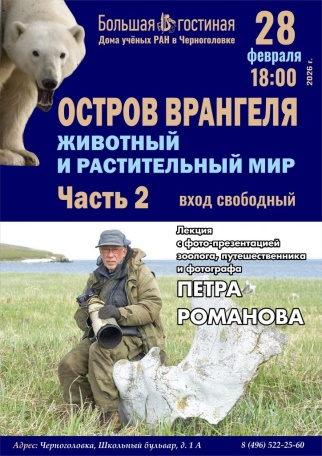 Большая гостиная
Дома учёных РАН в Черноголовке
28
февраля
18:00
2026 г.
ОСТРОВ ВРАНГЕЛЯ
ЖИВОТНЫЙ
И РАСТИТЕЛЬНЫЙ МИР
Часть 2 вход свободный
Лекция
с фото-презентацией
зоолога, путешественника
и фотографа
ПЕТРА
РОМАНОВА
Адрес: Черноголовка, Школьный бульвар, д. 1 А 8 (496) 522-25-60